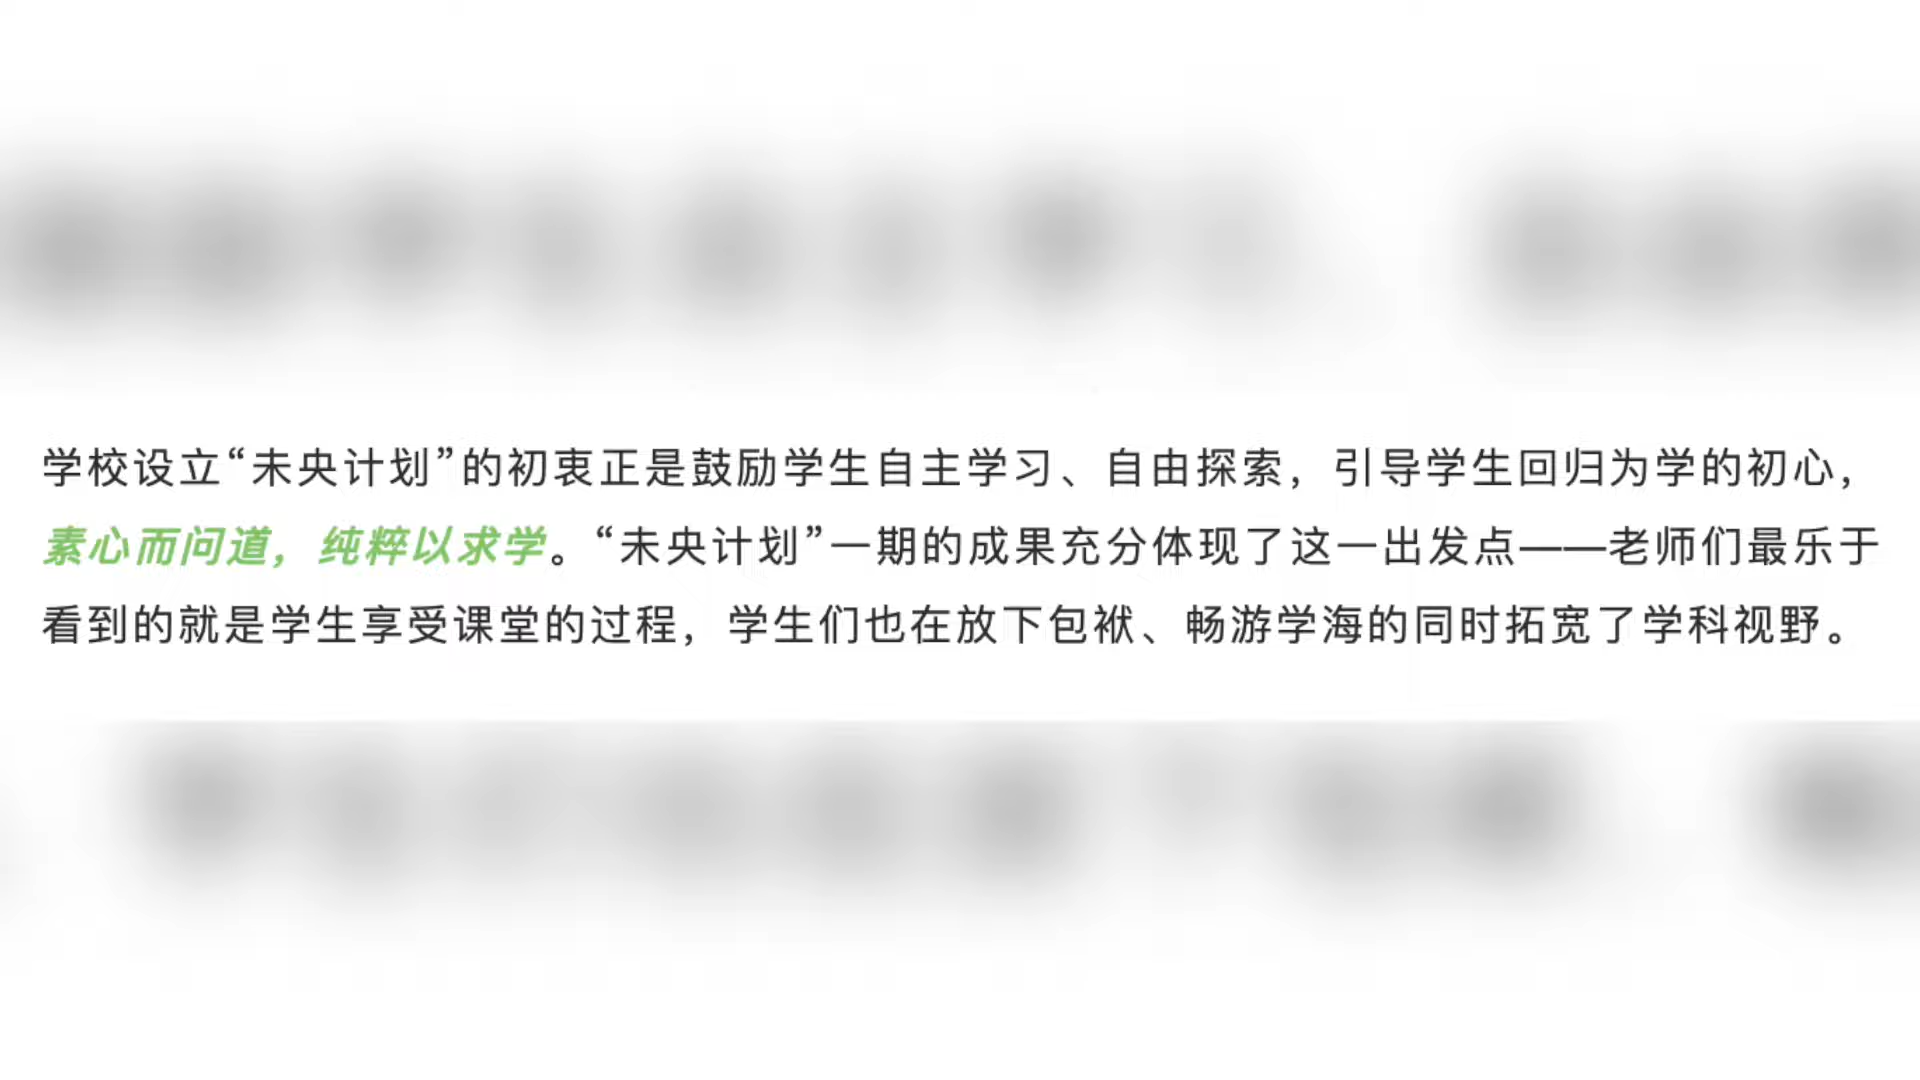 学校设立“未央计划”的初衷正是鼓励学生自主学习、自由探索，引导学生回归为学的初心，
素心而问道，纯粹以求学。“未央计划”一期的成果充分体现了这一出发点——老师们最乐于
看到的就是学生享受课堂的过程，学生们也在放下包袱、畅游学海的同时拓宽了学科视野。